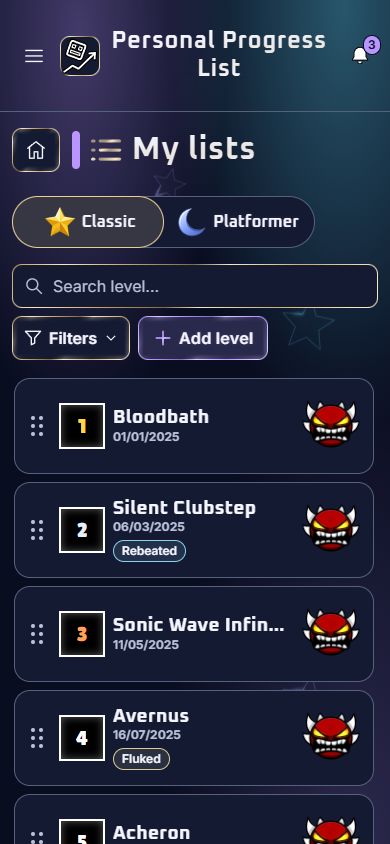 Personal Progress
List
3
My lists
Classic
Platformer
Search level...
Filters
Add level
1
Bloodbath
01/01/2025
2
Silent Clubstep
06/03/2025
Rebeated
3
Sonic Wave Infin...
11/05/2025
4
Avernus
16/07/2025
Fluked
5
Acheron